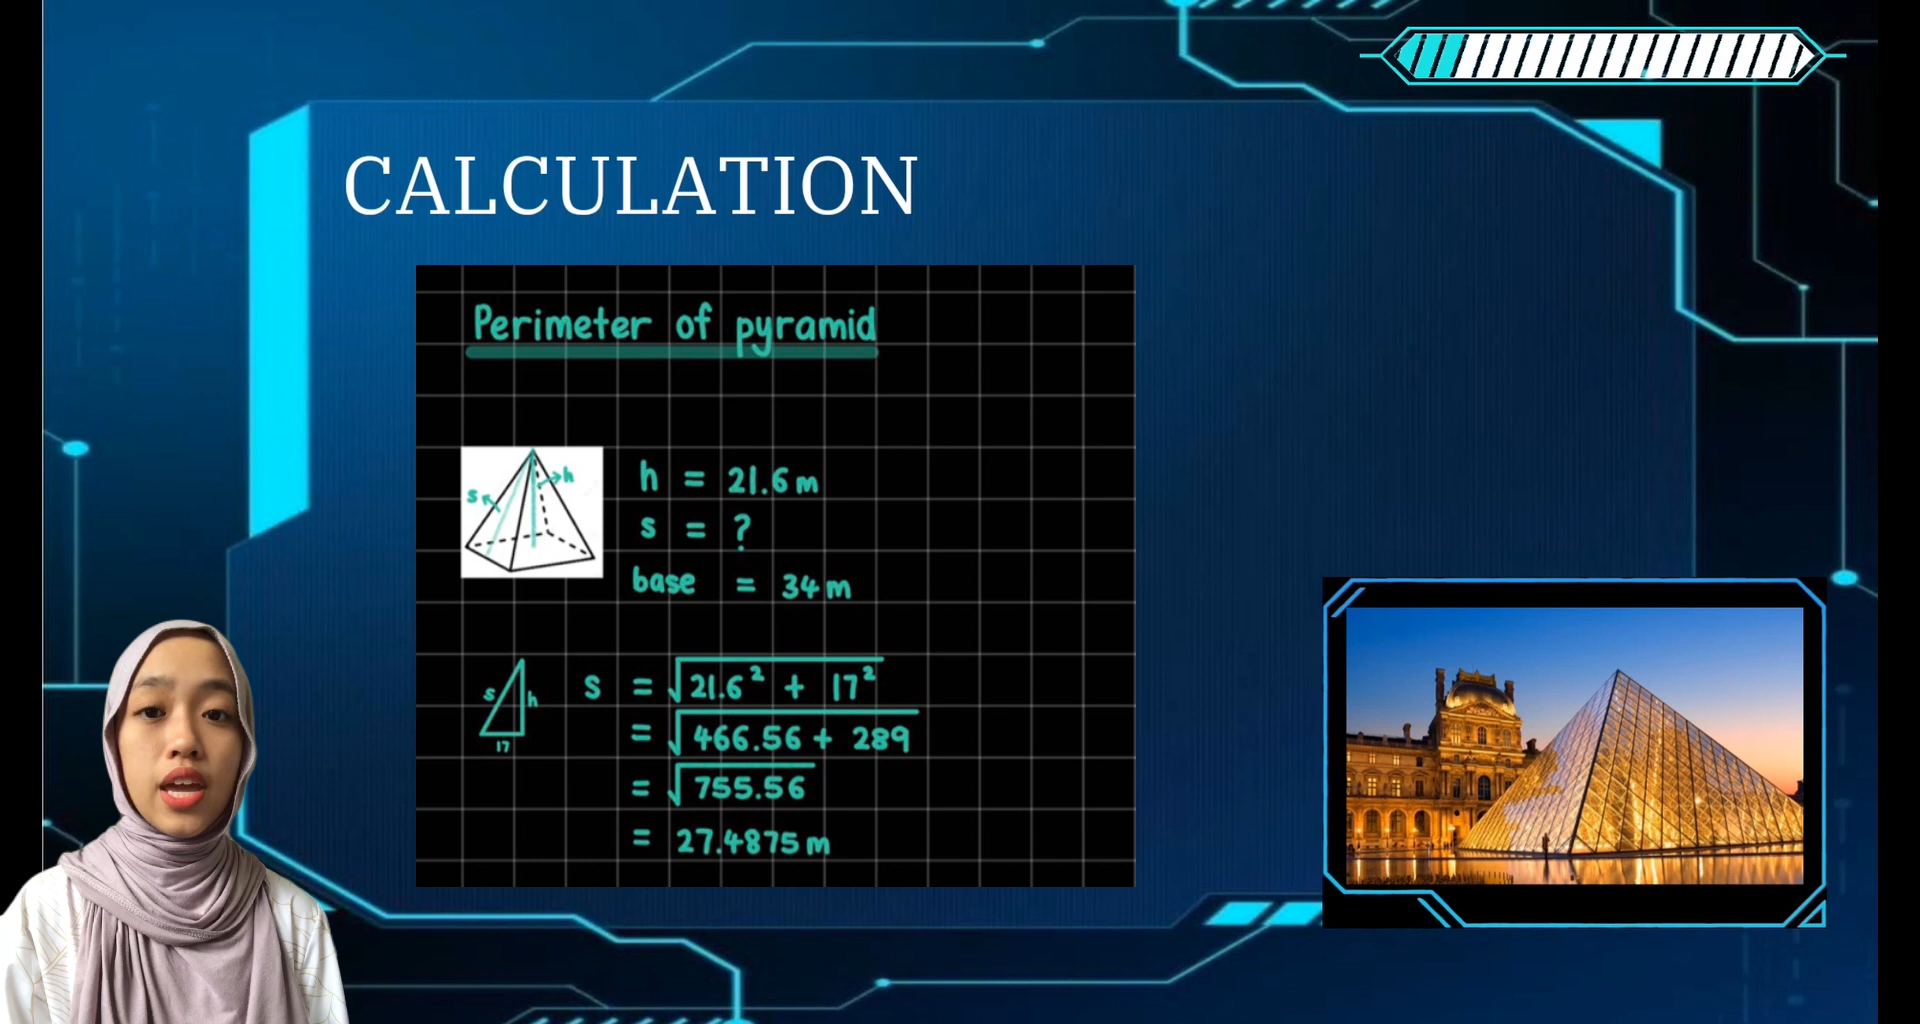 CALCULATION
Perimeter of pyramid
s h
h = 21.6 m
s = ?
base = 34 m
s h
17
s = √21.6² + 17²
= √466.56 + 289
= √755.56
= 27.4875 m